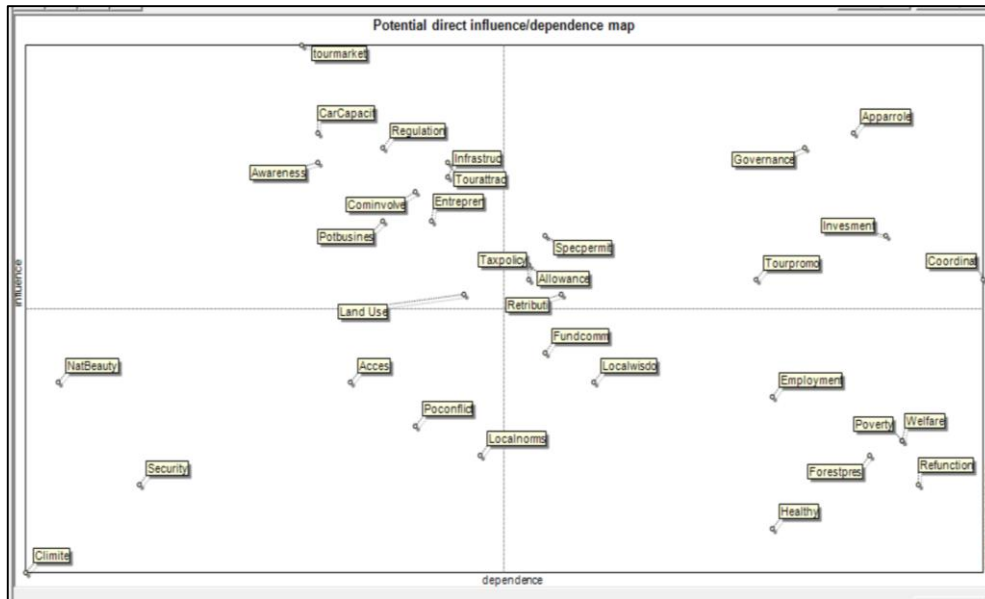 Potential direct influence/dependence map
tourmarket
CarCapacit
Apparrole
Regulation
Infrastruc
Governance
Awareness
Tourattrac
Cominvolve
Entrepren
Invesment
Potbusines
Specpermit
Taxpolicy
Tourpromo
Coordinat
Allowance
influence
Land Use
Retributi
Fundcomm
NatBeauty
Acces
Localwisdo
Employment
Poconflict
Poverty
Welfare
Localnorms
Security
Forestpres
Refunction
Healthy
Climite
dependence